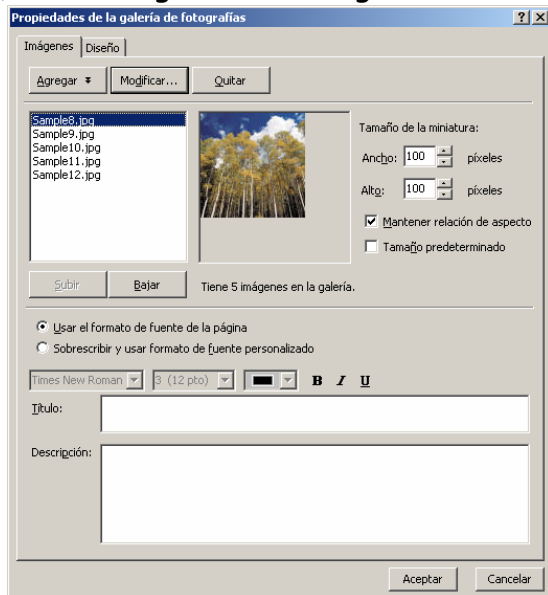 Propiedades de la galería de fotografías
Imágenes Diseño
Agregar Modificar... Quitar
Sample8.jpg
Sample9.jpg
Sample10.jpg
Sample11.jpg
Sample12.jpg
Tamaño de la miniatura:
Ancho: 100 píxeles
Alto: 100 píxeles
Mantener relación de aspecto
Tamaño predeterminado
Subir Bajar Tiene 5 imágenes en la galería.
Usar el formato de fuente de la página
Sobrescribir y usar formato de fuente personalizado
Times New Roman 3 (12 pto) B I U
Título:
Descripción:
Aceptar Cancelar